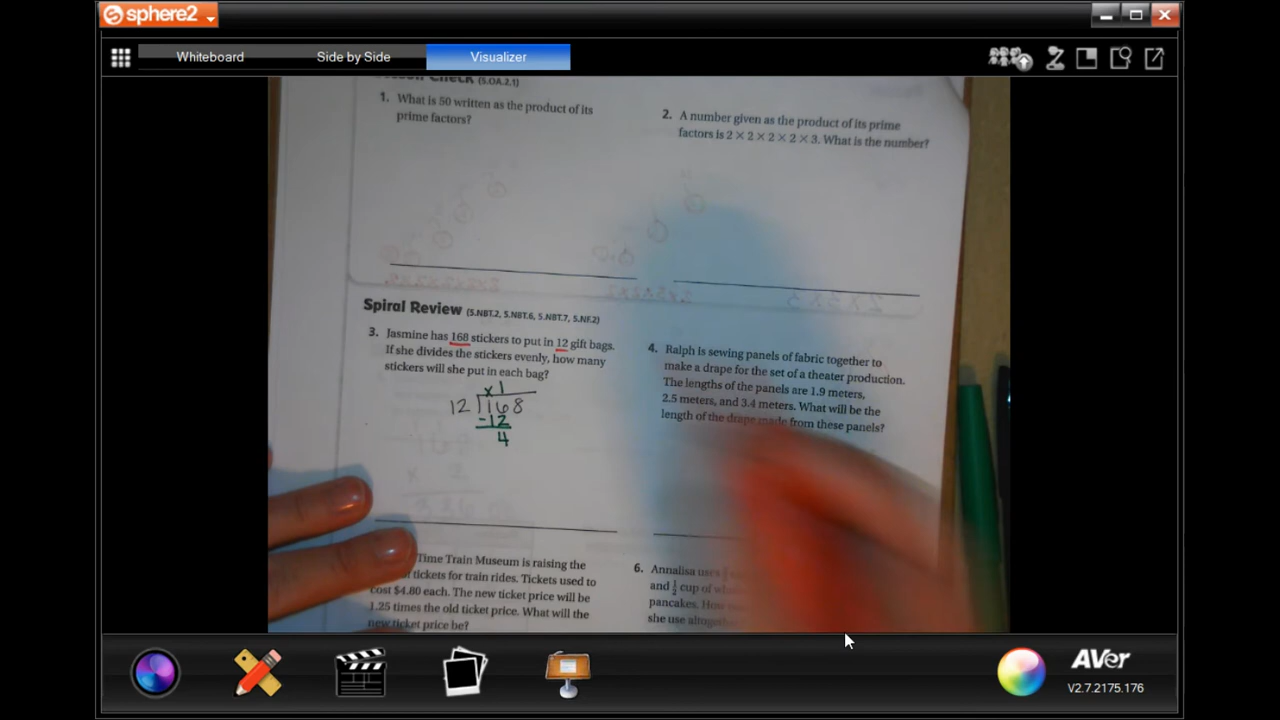 sphere2
Whiteboard
Side by Side
Visualizer
Lesson Check (5.OA.2.1)
1. What is 50 written as the product of its
prime factors?
2. A number given as the product of its prime
factors is 2 × 2 × 2 × 2 × 3. What is the number?
Spiral Review (5.NBT.2, 5.NBT.6, 5.NBT.7, 5.NF.2)
3. Jasmine has 168 stickers to put in 12 gift bags.
If she divides the stickers evenly, how many
stickers will she put in each bag?
x1
12 168
-12
4
4. Ralph is sewing panels of fabric together to
make a drape for the set of a theater production.
The lengths of the panels are 1.9 meters,
2.5 meters, and 3.4 meters. What will be the
length of the drape made from these panels?
Time Train Museum is raising the
tickets for train rides. Tickets used to
cost $4.80 each. The new ticket price will be
1.25 times the old ticket price. What will the
new ticket price be?
6. Annalisa uses
and 1/2 cup of
pancakes. How
she use altogether
AVer
V2.7.2175.176